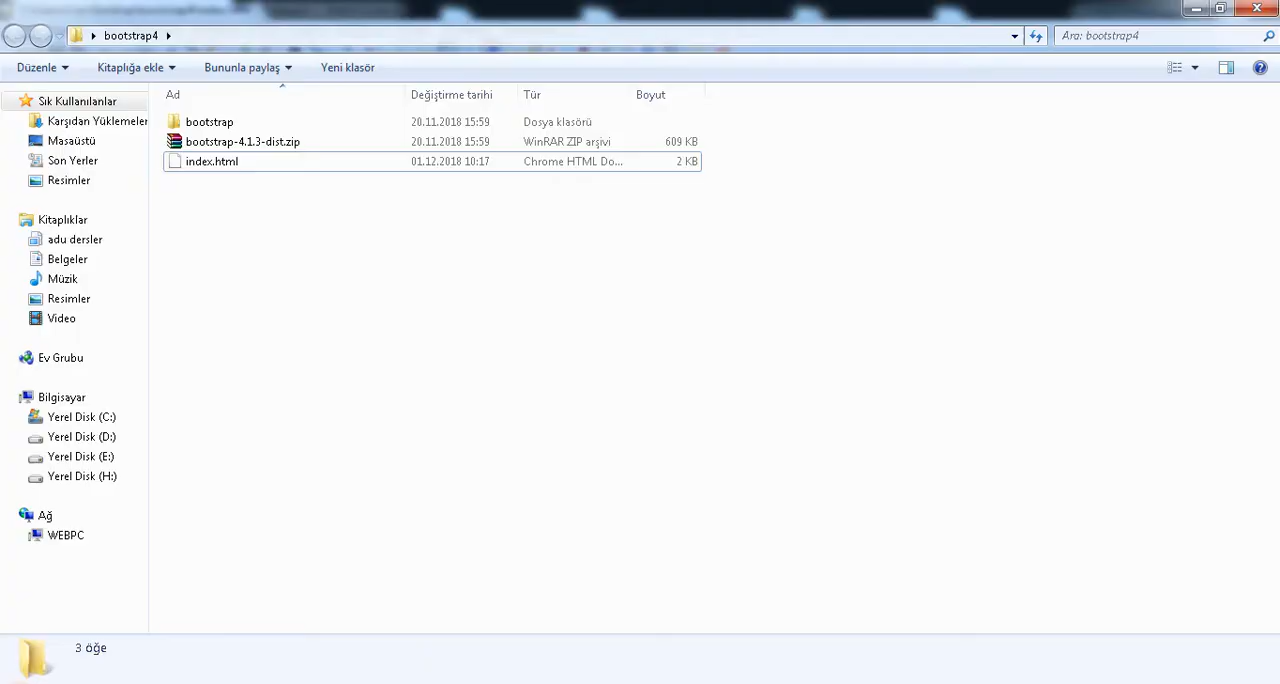 bootstrap4
Ara: bootstrap4
Düzenle
Kitaplığa ekle
Bununla paylaş
Yeni klasör
Ad
Değiştirme tarihi
Tür
Boyut
bootstrap
20.11.2018 15:59
Dosya klasörü
bootstrap-4.1.3-dist.zip
20.11.2018 15:59
WinRAR ZIP arşivi
609 KB
index.html
01.12.2018 10:17
Chrome HTML Do...
2 KB
Sık Kullanılanlar
Karşıdan Yüklemeler
Masaüstü
Son Yerler
Resimler
Kitaplıklar
adu dersler
Belgeler
Müzik
Resimler
Video
Ev Grubu
Bilgisayar
Yerel Disk (C:)
Yerel Disk (D:)
Yerel Disk (E:)
Yerel Disk (H:)
Ağ
WEBPC
3 öğe